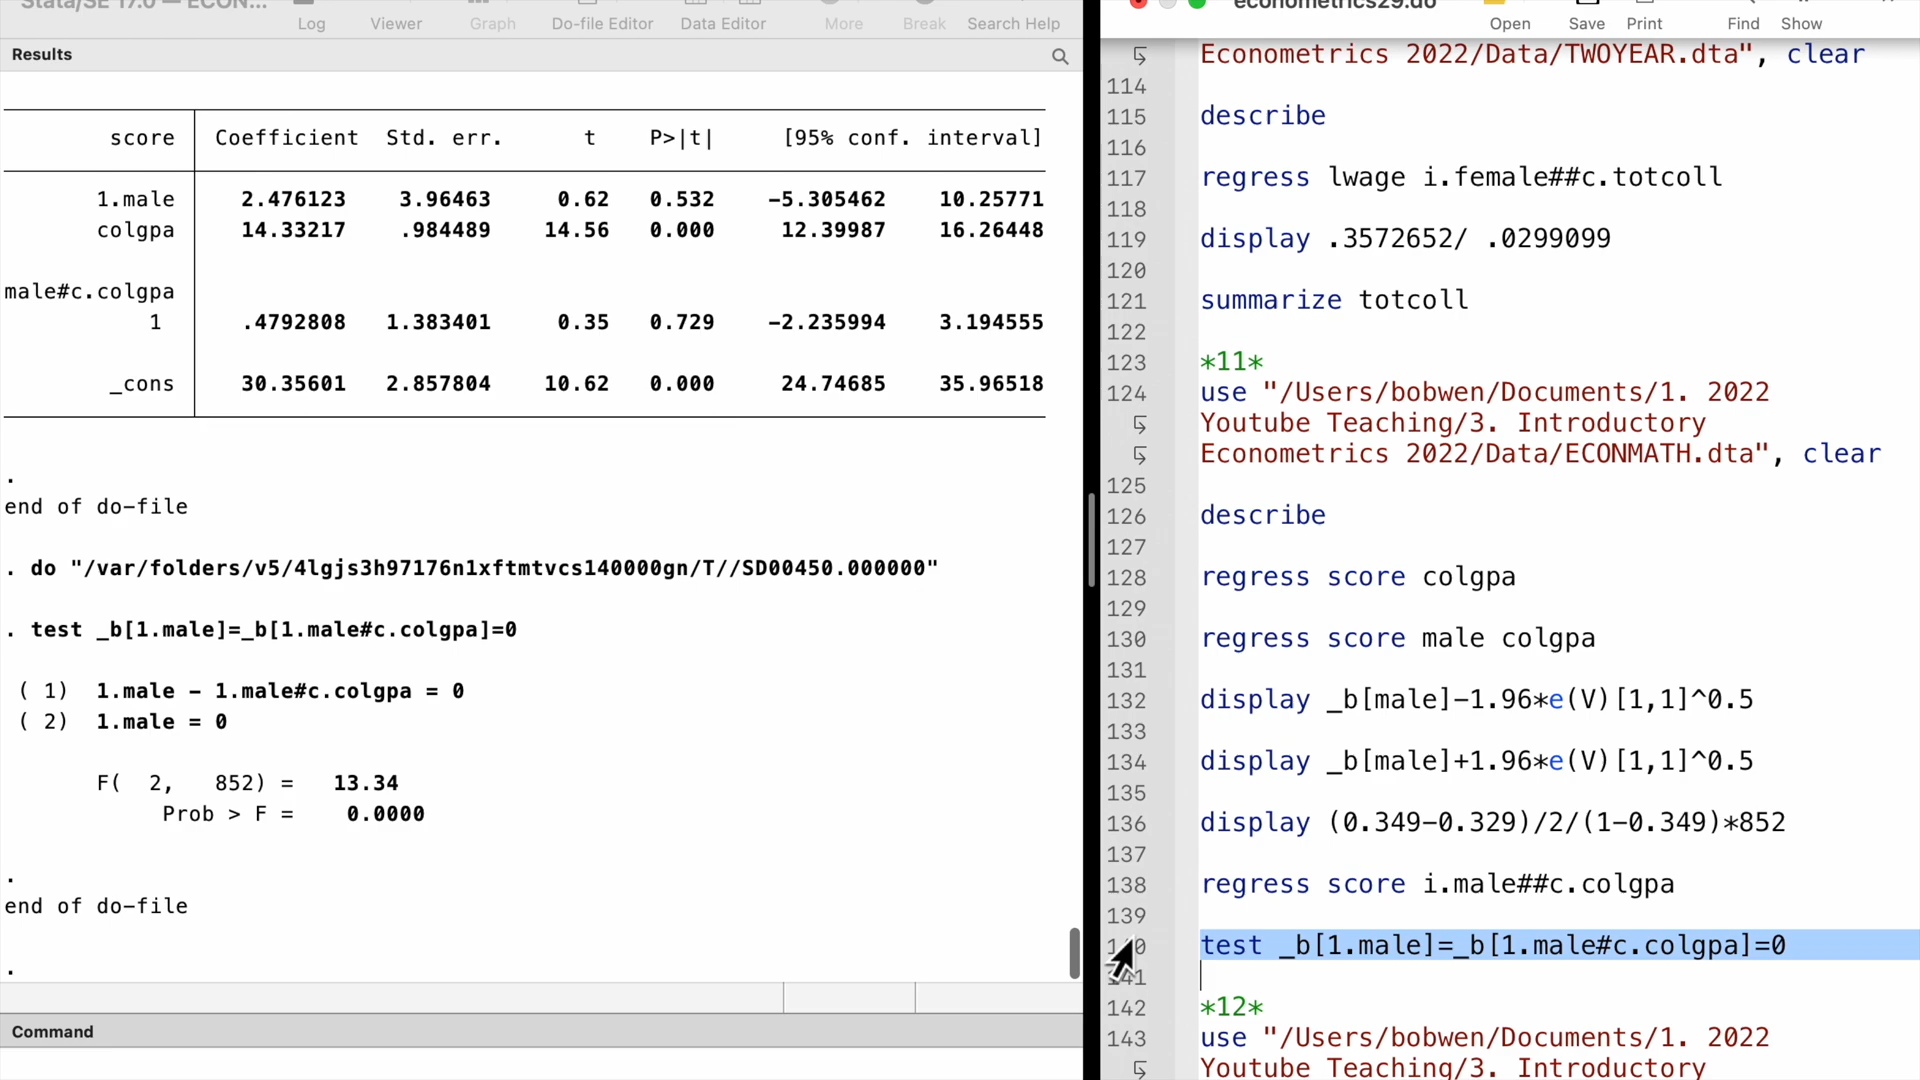 Stata/SE 17.0 — ECON...
Log Viewer Graph Do-file Editor Data Editor More Break Search Help
Results
score Coefficient Std. err. t P>|t| [95% conf. interval]
1.male 2.476123 3.96463 0.62 0.532 -5.305462 10.25771
colgpa 14.33217 .984489 14.56 0.000 12.39987 16.26448
male#c.colgpa
1 .4792808 1.383401 0.35 0.729 -2.235994 3.194555
_cons 30.35601 2.857804 10.62 0.000 24.74685 35.96518
.
end of do-file
. do "/var/folders/v5/4lgjs3h97176n1xftmtvcs140000gn/T//SD00450.000000"
. test _b[1.male]=_b[1.male#c.colgpa]=0
( 1) 1.male - 1.male#c.colgpa = 0
( 2) 1.male = 0
F( 2, 852) = 13.34
Prob > F = 0.0000
.
end of do-file
.
Command
econometrics29.do
Open Save Print Find Show
Econometrics 2022/Data/TWOYEAR.dta", clear
114
115 describe
116
117 regress lwage i.female##c.totcoll
118
119 display .3572652/ .0299099
120
121 summarize totcoll
122
123 *11*
124 use "/Users/bobwen/Documents/1. 2022
Youtube Teaching/3. Introductory
Econometrics 2022/Data/ECONMATH.dta", clear
125
126 describe
127
128 regress score colgpa
129
130 regress score male colgpa
131
132 display _b[male]-1.96*e(V)[1,1]^0.5
133
134 display _b[male]+1.96*e(V)[1,1]^0.5
135
136 display (0.349-0.329)/2/(1-0.349)*852
137
138 regress score i.male##c.colgpa
139
140 test _b[1.male]=_b[1.male#c.colgpa]=0
141
142 *12*
143 use "/Users/bobwen/Documents/1. 2022
Youtube Teaching/3. Introductory